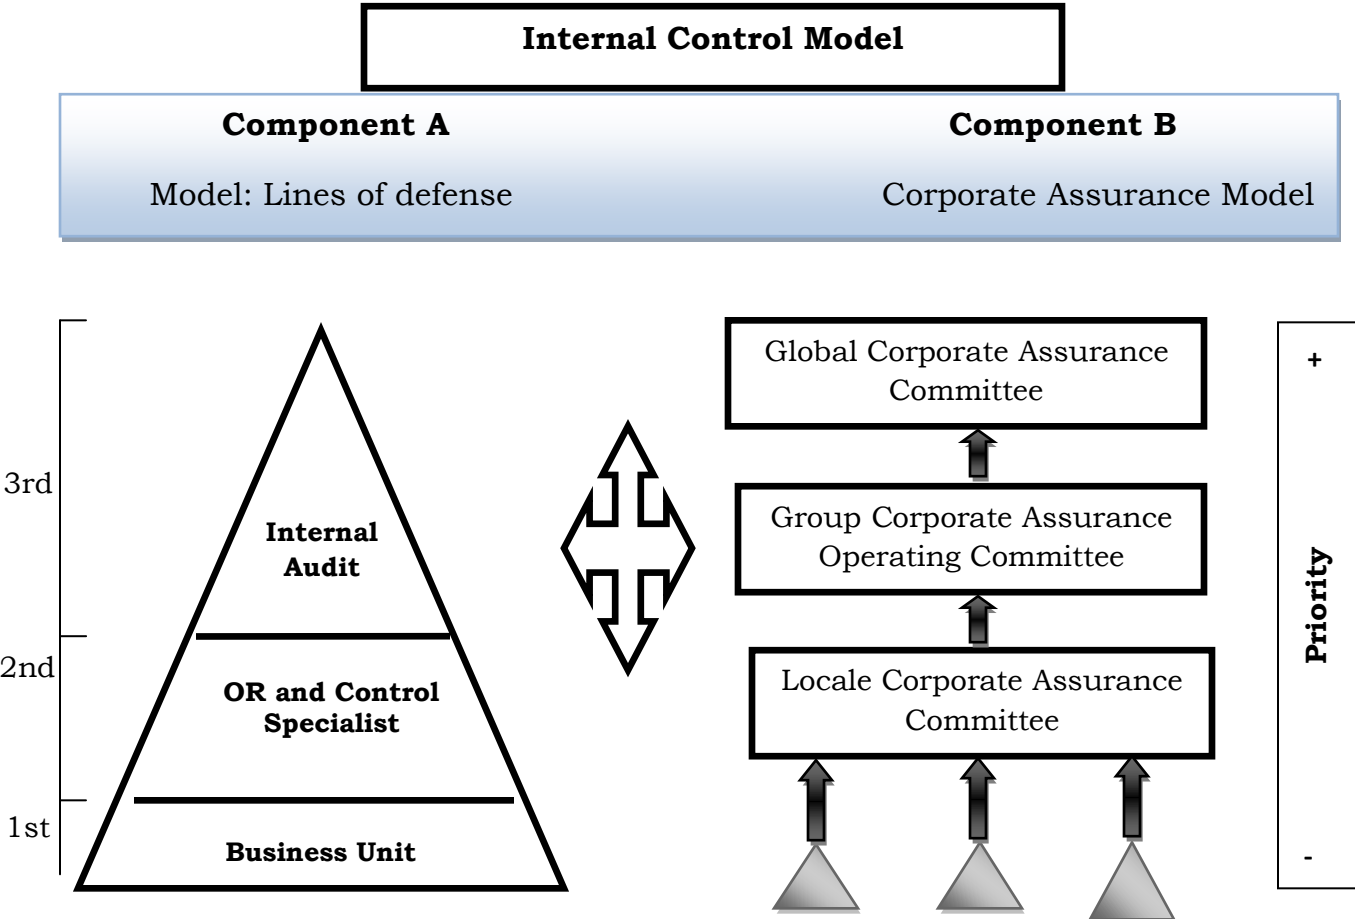 Internal Control Model
Component A
Component B
Model: Lines of defense
Corporate Assurance Model
3rd
2nd
1st
Internal
Audit
OR and Control
Specialist
Business Unit
Global Corporate Assurance
Committee
Group Corporate Assurance
Operating Committee
Locale Corporate Assurance
Committee
+
Priority
-